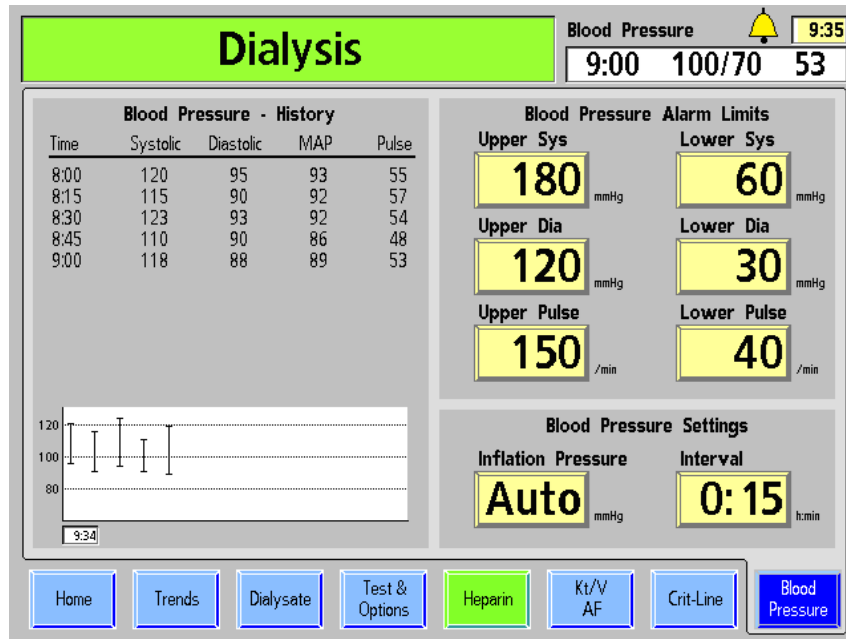 Dialysis
Blood Pressure 9:35
9:00 100/70 53
Blood Pressure - History
Time Systolic Diastolic MAP Pulse
8:00 120 95 93 55
8:15 115 90 92 57
8:30 123 93 92 54
8:45 110 90 86 48
9:00 118 88 89 53
120
100
80
9:34
Blood Pressure Alarm Limits
Upper Sys Lower Sys
180 mmHg 60 mmHg
Upper Dia Lower Dia
120 mmHg 30 mmHg
Upper Pulse Lower Pulse
150 /min 40 /min
Blood Pressure Settings
Inflation Pressure Interval
Auto mmHg 0:15 h:min
Home
Trends
Dialysate
Test &
Options
Heparin
Kt/V
AF
Crit-Line
Blood
Pressure